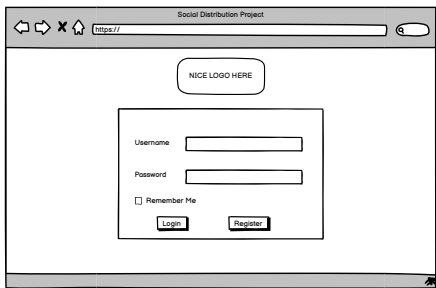 Social Distribution Project
https://
NICE LOGO HERE
Username
Password
Remember Me
Login Register